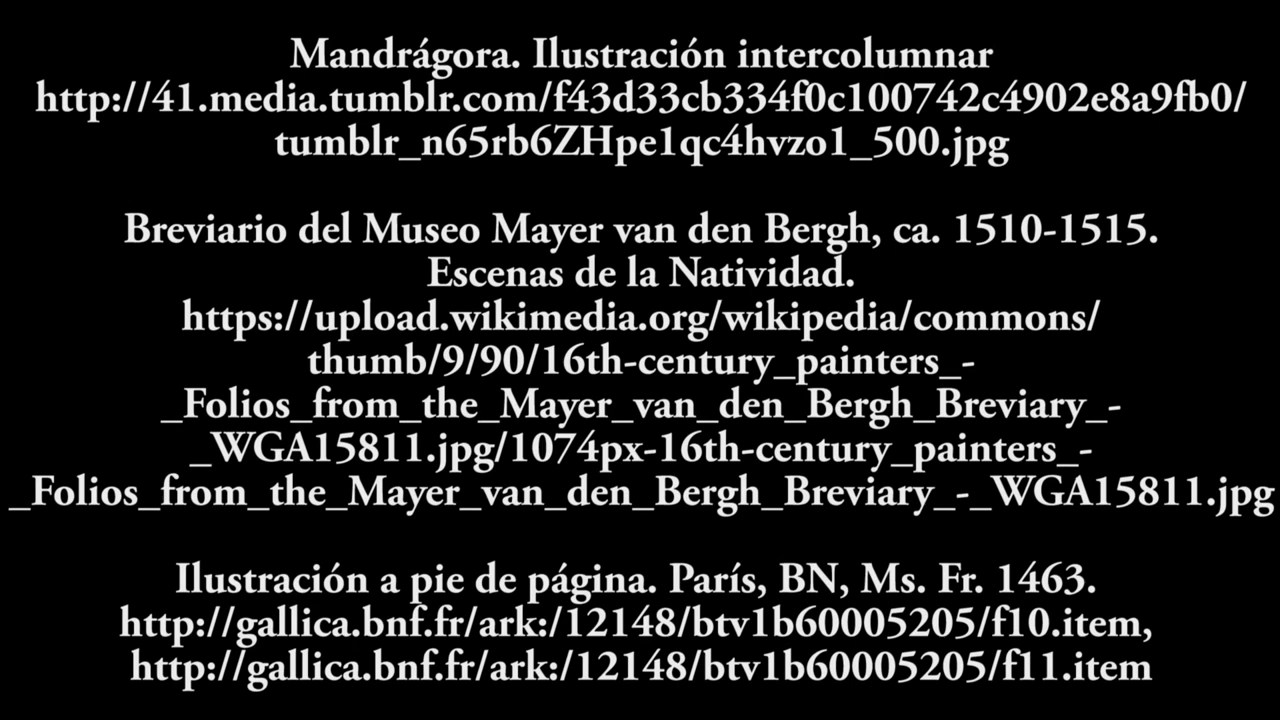 Mandrágora. Ilustración intercolumnar
http://41.media.tumblr.com/f43d33cb334f0c100742c4902e8a9fb0/
tumblr_n65rb6ZHpe1qc4hvzo1_500.jpg
Breviario del Museo Mayer van den Bergh, ca. 1510-1515.
Escenas de la Natividad.
https://upload.wikimedia.org/wikipedia/commons/
thumb/9/90/16th-century_painters_-
_Folios_from_the_Mayer_van_den_Bergh_Breviary_-
_WGA15811.jpg/1074px-16th-century_painters_-
_Folios_from_the_Mayer_van_den_Bergh_Breviary_-_WGA15811.jpg
Ilustración a pie de página. París, BN, Ms. Fr. 1463.
http://gallica.bnf.fr/ark:/12148/btv1b60005205/f10.item,
http://gallica.bnf.fr/ark:/12148/btv1b60005205/f11.item